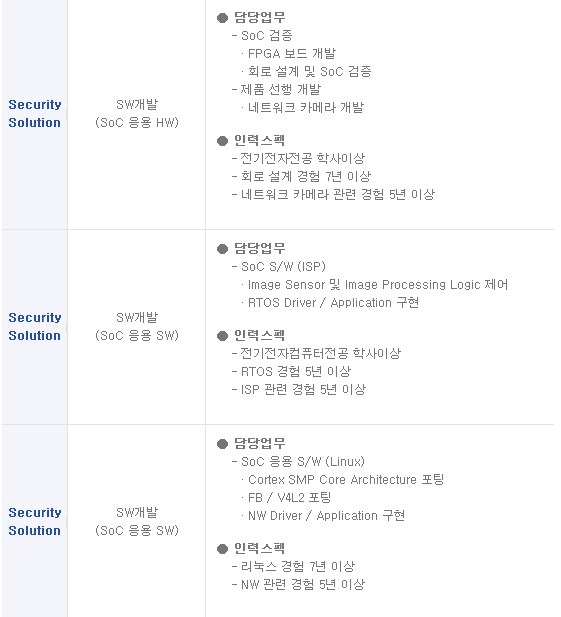 Security
Solution
SW개발
(SoC 응용 HW)
● 담당업무
- SoC 검증
· FPGA 보드 개발
· 회로 설계 및 SoC 검증
- 제품 선행 개발
· 네트워크 카메라 개발
● 인력스펙
- 전기전자전공 학사이상
- 회로 설계 경험 7년 이상
- 네트워크 카메라 관련 경험 5년 이상
Security
Solution
SW개발
(SoC 응용 SW)
● 담당업무
- SoC S/W (ISP)
· Image Sensor 및 Image Processing Logic 제어
· RTOS Driver / Application 구현
● 인력스펙
- 전기전자컴퓨터전공 학사이상
- RTOS 경험 5년 이상
- ISP 관련 경험 5년 이상
Security
Solution
SW개발
(SoC 응용 SW)
● 담당업무
- SoC 응용 S/W (Linux)
· Cortex SMP Core Architecture 포팅
· FB / V4L2 포팅
· NW Driver / Application 구현
● 인력스펙
- 리눅스 경험 7년 이상
- NW 관련 경험 5년 이상